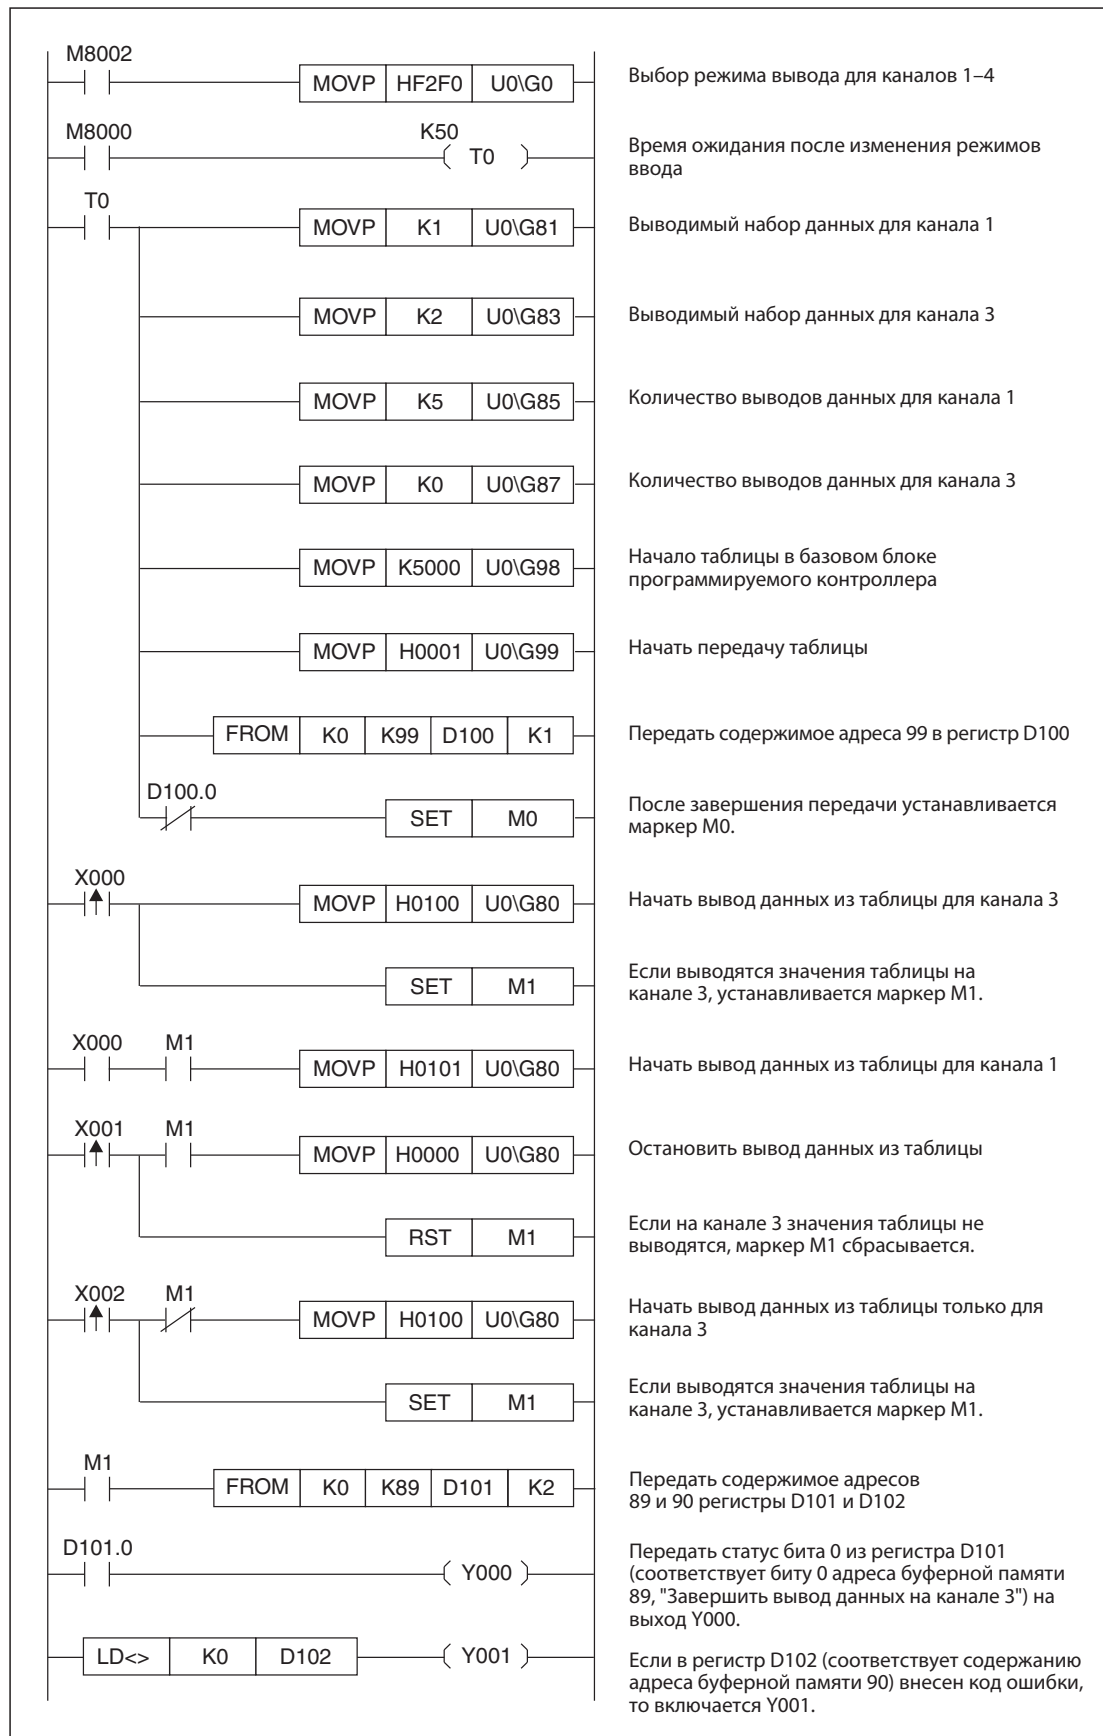 M8002
MOVP HF2F0 U0\G0
Выбор режима вывода для каналов 1–4
M8000
K50
T0
Время ожидания после изменения режимов
ввода
T0
MOVP K1 U0\G81
Выводимый набор данных для канала 1
MOVP K2 U0\G83
Выводимый набор данных для канала 3
MOVP K5 U0\G85
Количество выводов данных для канала 1
MOVP K0 U0\G87
Количество выводов данных для канала 3
MOVP K5000 U0\G98
Начало таблицы в базовом блоке
программируемого контроллера
MOVP H0001 U0\G99
Начать передачу таблицы
FROM K0 K99 D100 K1
Передать содержимое адреса 99 в регистр D100
D100.0
SET M0
После завершения передачи устанавливается
маркер M0.
X000
MOVP H0100 U0\G80
Начать вывод данных из таблицы для канала 3
SET M1
Если выводятся значения таблицы на
канале 3, устанавливается маркер M1.
X000 M1
MOVP H0101 U0\G80
Начать вывод данных из таблицы для канала 1
X001 M1
MOVP H0000 U0\G80
Остановить вывод данных из таблицы
RST M1
Если на канале 3 значения таблицы не
выводятся, маркер M1 сбрасывается.
X002 M1
MOVP H0100 U0\G80
Начать вывод данных из таблицы только для
канала 3
SET M1
Если выводятся значения таблицы на
канале 3, устанавливается маркер M1.
M1
FROM K0 K89 D101 K2
Передать содержимое адресов
89 и 90 регистры D101 и D102
D101.0
Y000
Передать статус бита 0 из регистра D101
(соответствует биту 0 адреса буферной памяти
89, "Завершить вывод данных на канале 3") на
выход Y000.
LD<> K0 D102
Y001
Если в регистр D102 (соответствует содержанию
адреса буферной памяти 90) внесен код ошибки,
то включается Y001.